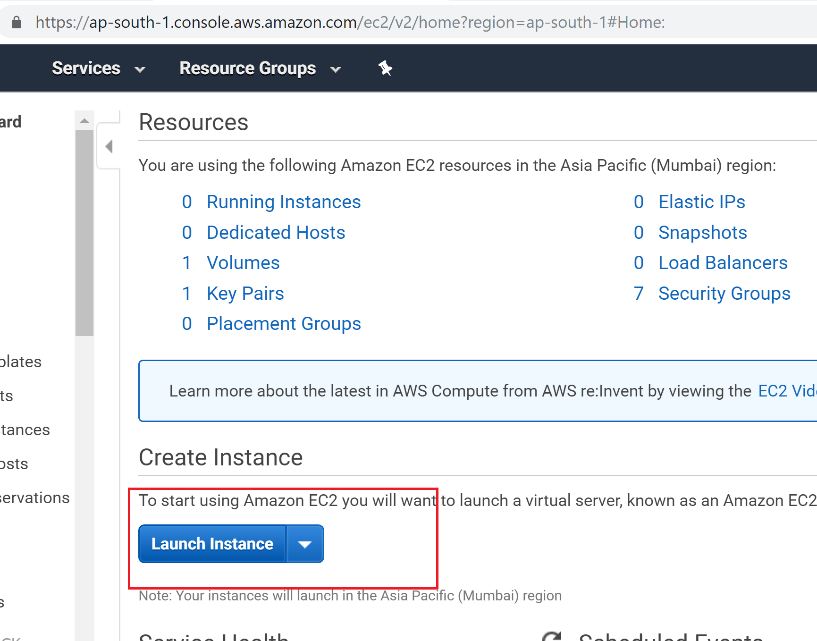 https://ap-south-1.console.aws.amazon.com/ec2/v2/home?region=ap-south-1#Home:
Services Resource Groups
ard
Resources
You are using the following Amazon EC2 resources in the Asia Pacific (Mumbai) region:
0 Running Instances 0 Elastic IPs
0 Dedicated Hosts 0 Snapshots
1 Volumes 0 Load Balancers
1 Key Pairs 7 Security Groups
0 Placement Groups
plates
ts
Learn more about the latest in AWS Compute from AWS re:Invent by viewing the EC2 Vid
tances
Create Instance
osts
servations
To start using Amazon EC2 you will want to launch a virtual server, known as an Amazon EC2
Launch Instance
Note: Your instances will launch in the Asia Pacific (Mumbai) region
s
Service Health Scheduled Events